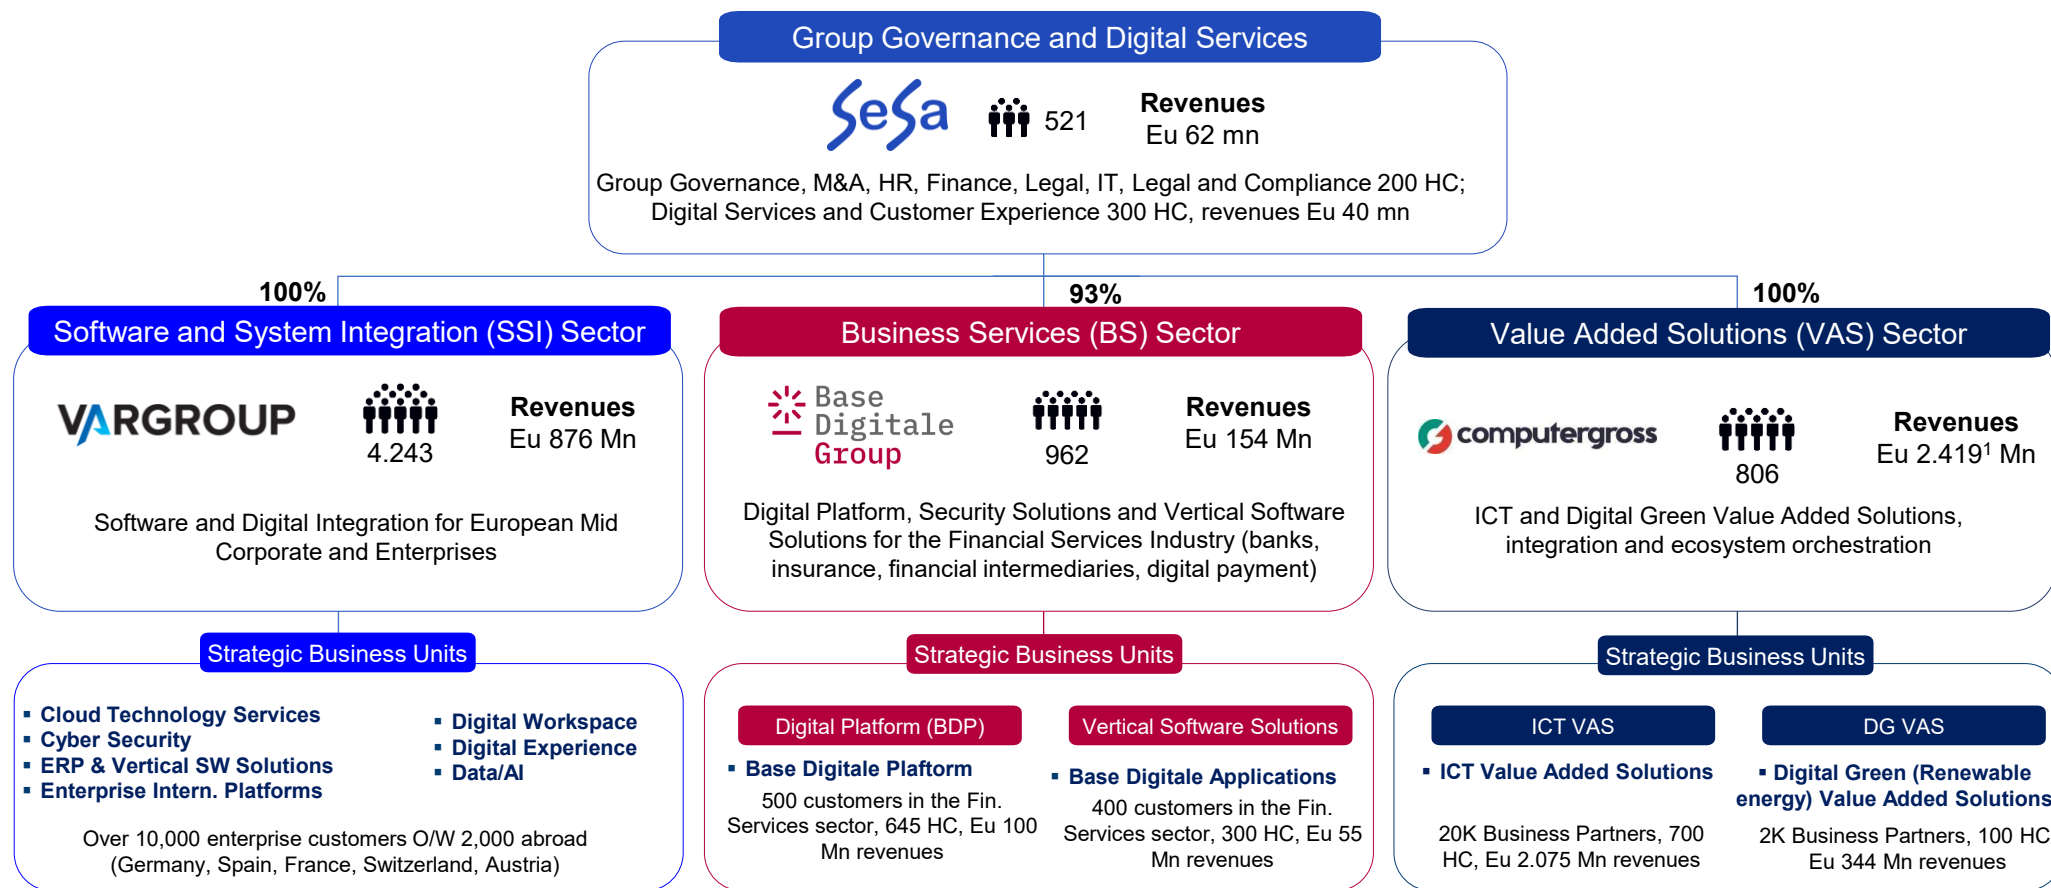 Group Governance and Digital Services
SeSa
521
Revenues
Eu 62 mn
Group Governance, M&A, HR, Finance, Legal, IT, Legal and Compliance 200 HC;
Digital Services and Customer Experience 300 HC, revenues Eu 40 mn
100%
93%
100%
Software and System Integration (SSI) Sector
VARGROUP
4.243
Revenues
Eu 876 Mn
Software and Digital Integration for European Mid
Corporate and Enterprises
Strategic Business Units
▪ Cloud Technology Services
▪ Cyber Security
▪ ERP & Vertical SW Solutions
▪ Enterprise Intern. Platforms
▪ Digital Workspace
▪ Digital Experience
▪ Data/AI
Over 10,000 enterprise customers O/W 2,000 abroad
(Germany, Spain, France, Switzerland, Austria)
Business Services (BS) Sector
Base
Digitale
Group
962
Revenues
Eu 154 Mn
Digital Platform, Security Solutions and Vertical Software
Solutions for the Financial Services Industry (banks,
insurance, financial intermediaries, digital payment)
Strategic Business Units
Digital Platform (BDP)
▪ Base Digitale Plaftorm
500 customers in the Fin.
Services sector, 645 HC, Eu 100
Mn revenues
Vertical Software Solutions
▪ Base Digitale Applications
400 customers in the Fin.
Services sector, 300 HC, Eu 55
Mn revenues
Value Added Solutions (VAS) Sector
computergross
806
Revenues
Eu 2.419¹ Mn
ICT and Digital Green Value Added Solutions,
integration and ecosystem orchestration
Strategic Business Units
ICT VAS
▪ ICT Value Added Solutions
20K Business Partners, 700
HC, Eu 2.075 Mn revenues
DG VAS
▪ Digital Green (Renewable
energy) Value Added Solutions
2K Business Partners, 100 HC
Eu 344 Mn revenues